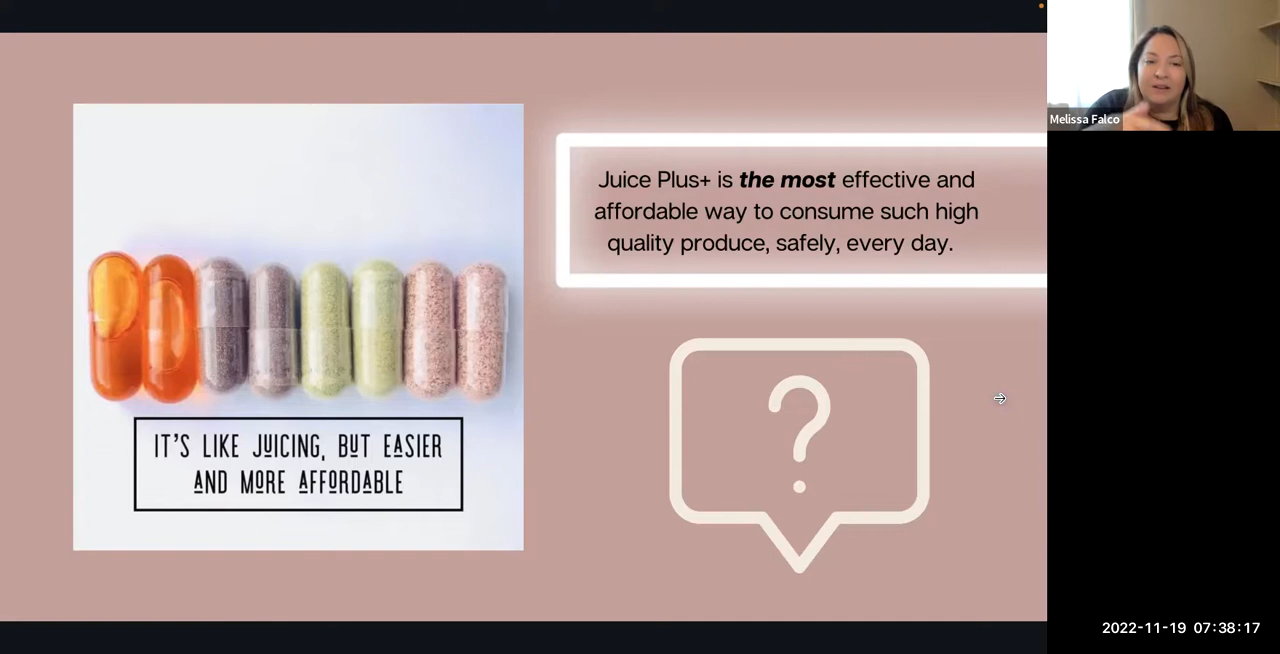 Melissa Falco
Juice Plus+ is the most effective and
affordable way to consume such high
quality produce, safely, every day.
IT'S LIKE JUICING, BUT EASIER
AND MORE AFFORDABLE
?
2022-11-19 07:38:17